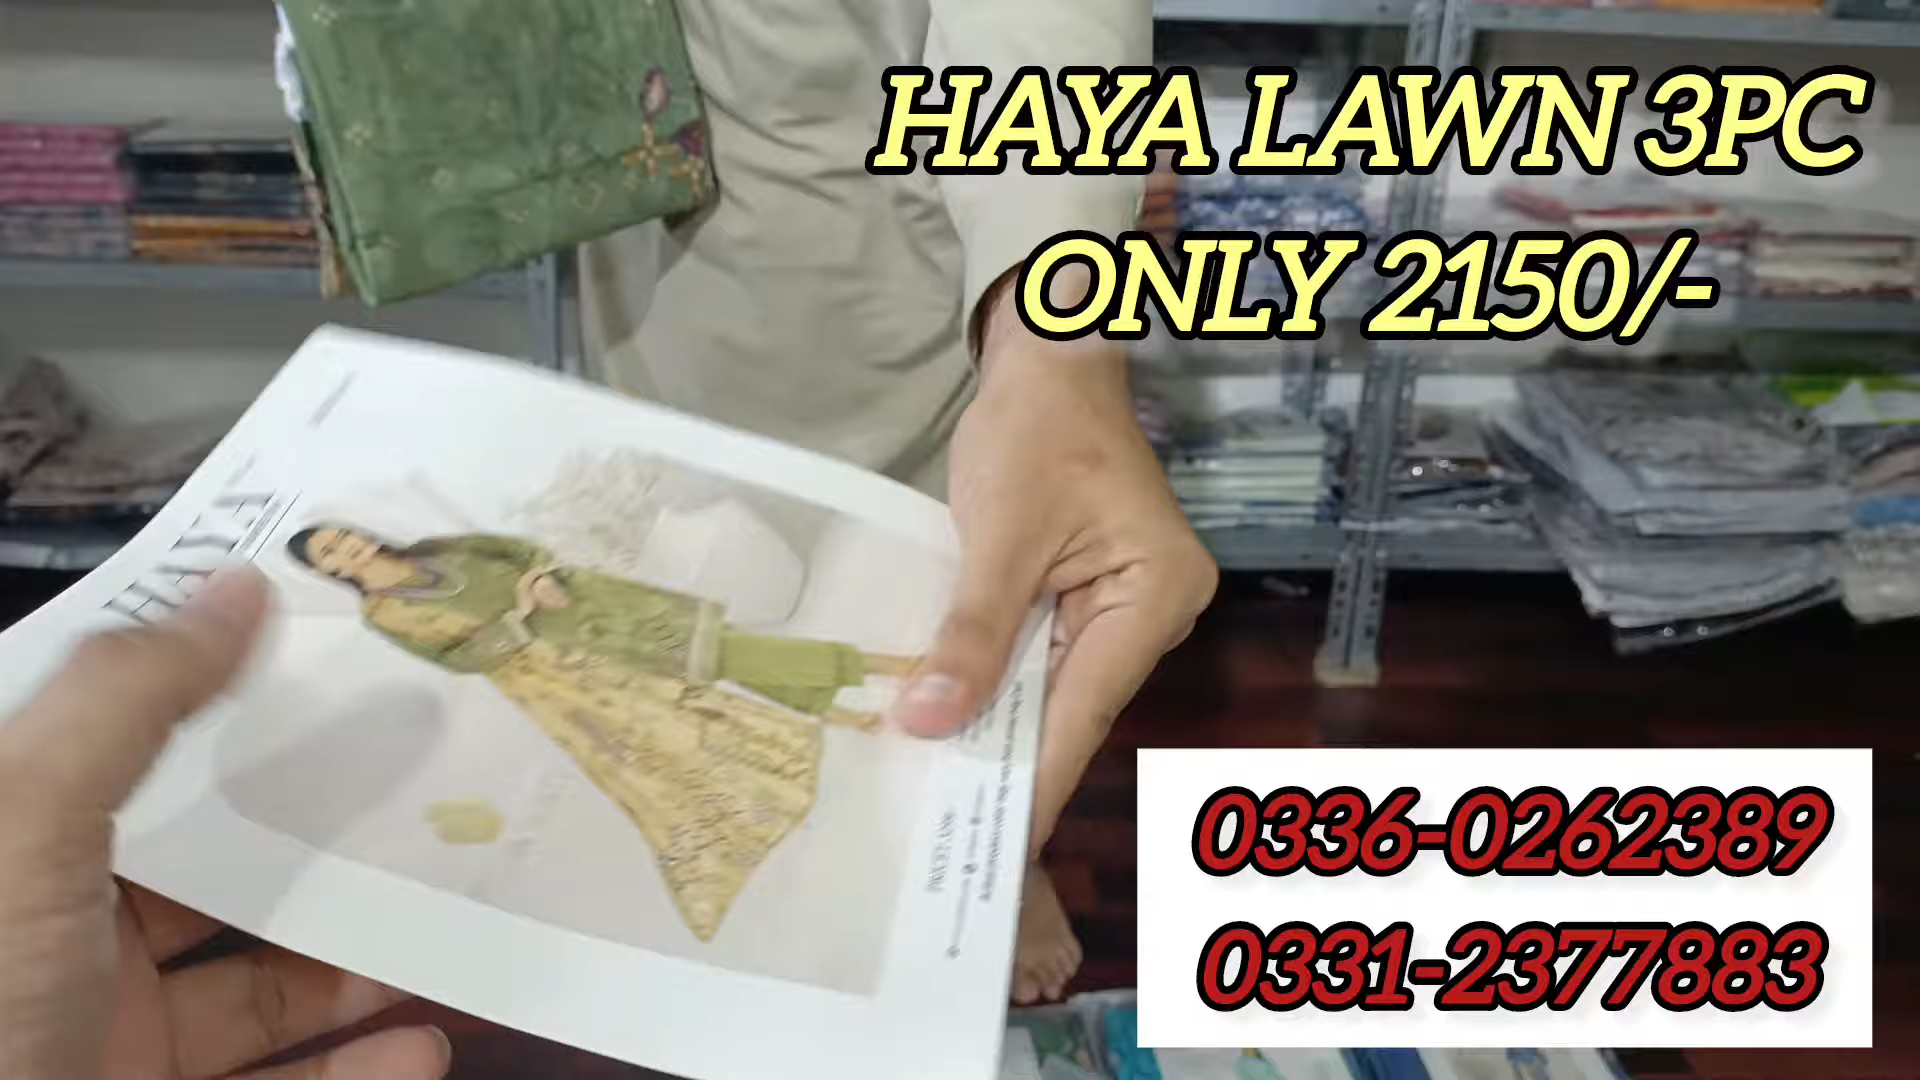 HAYA LAWN 3PC
ONLY 2150/-
HAYA
0336-0262389
0331-2377883